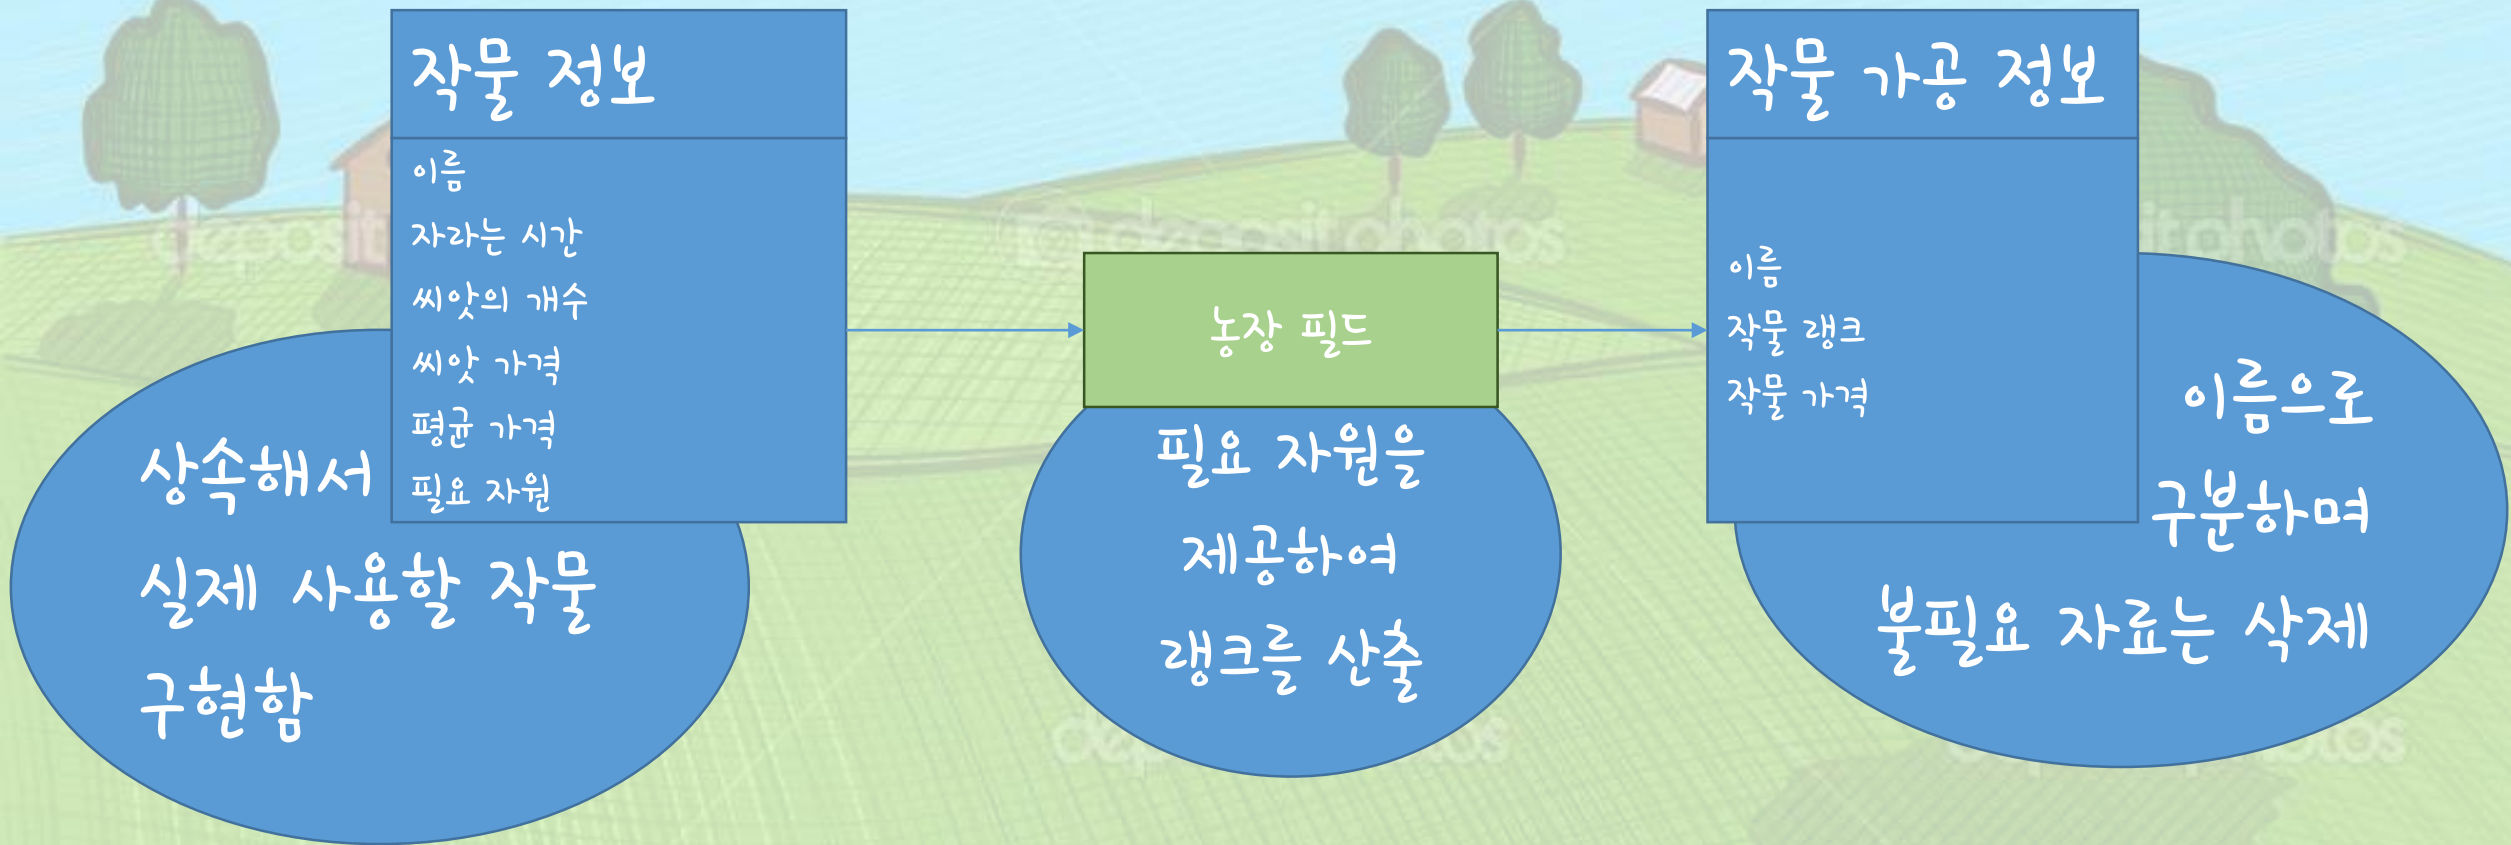 작물 정보
이름
자라는 시간
씨앗의 개수
씨앗 가격
평균 가격
필요 자원
상속해서
실제 사용할 작물
구현함
농장 필드
필요 자원을
제공하여
랭크를 산출
작물 가공 정보
이름
작물 랭크
작물 가격
이름으로
구분하며
불필요 자료는 삭제
depositphotos